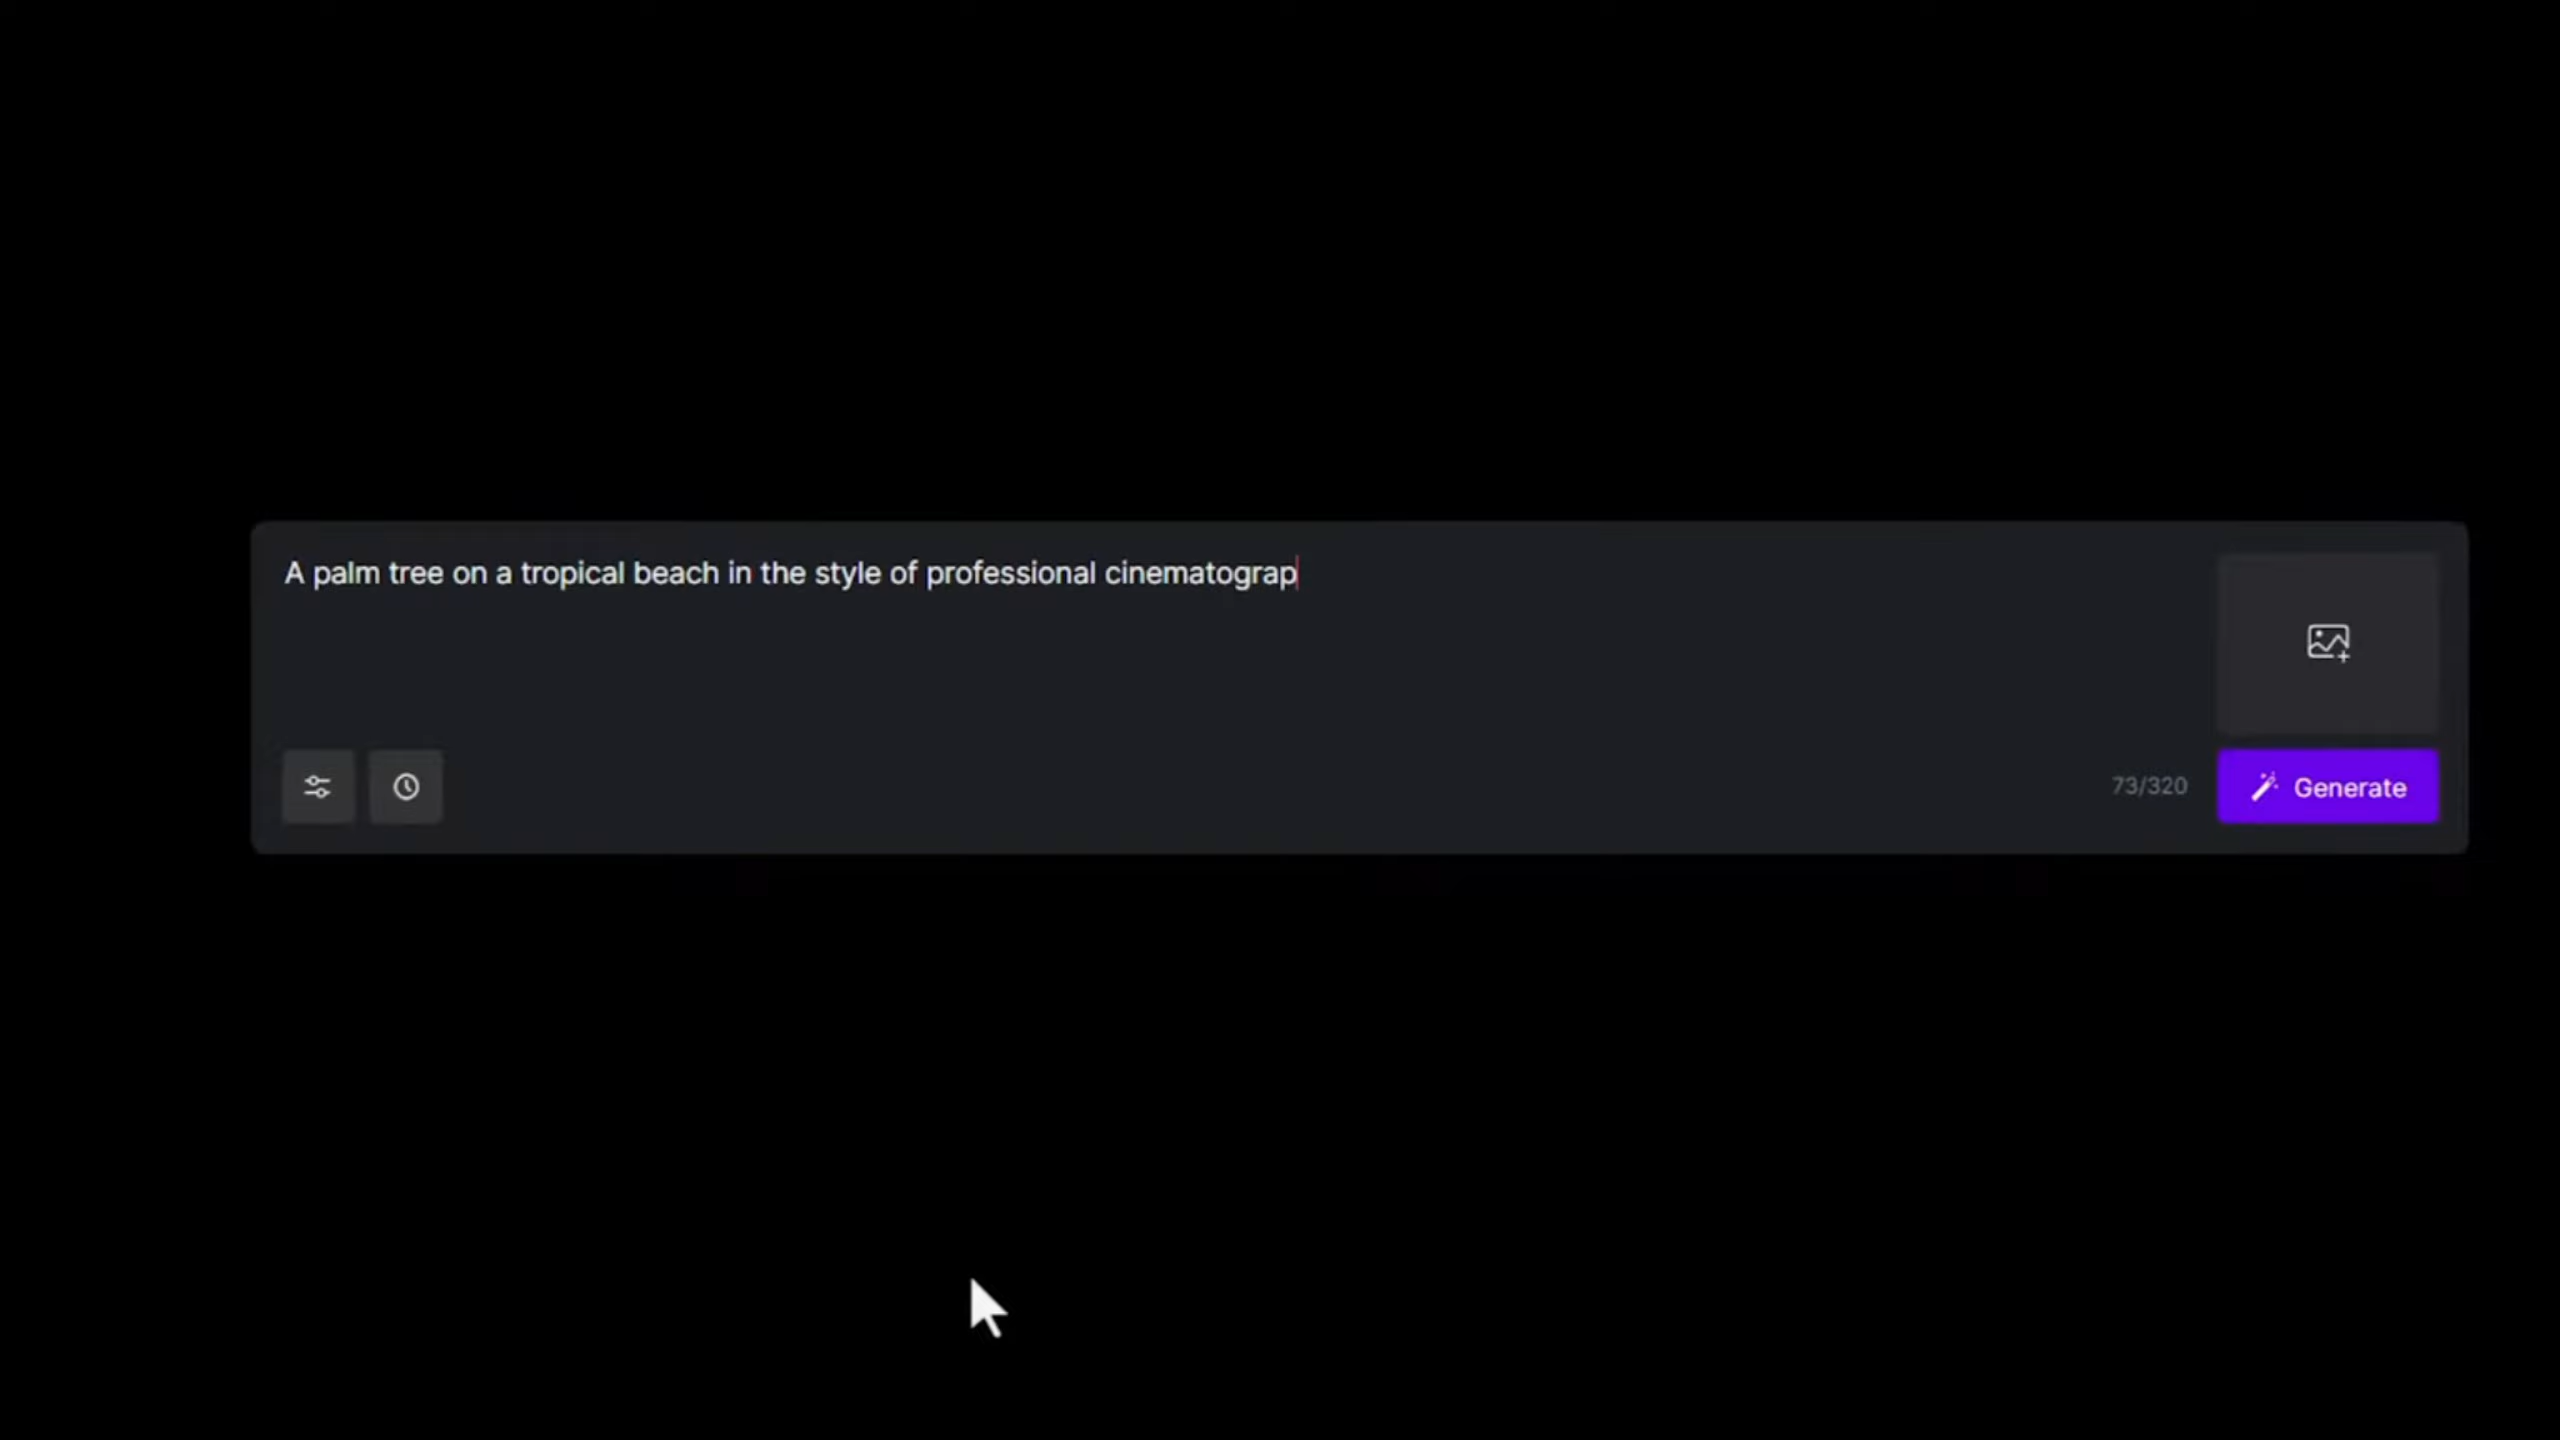 A palm tree on a tropical beach in the style of professional cinematograp
73/320
Generate